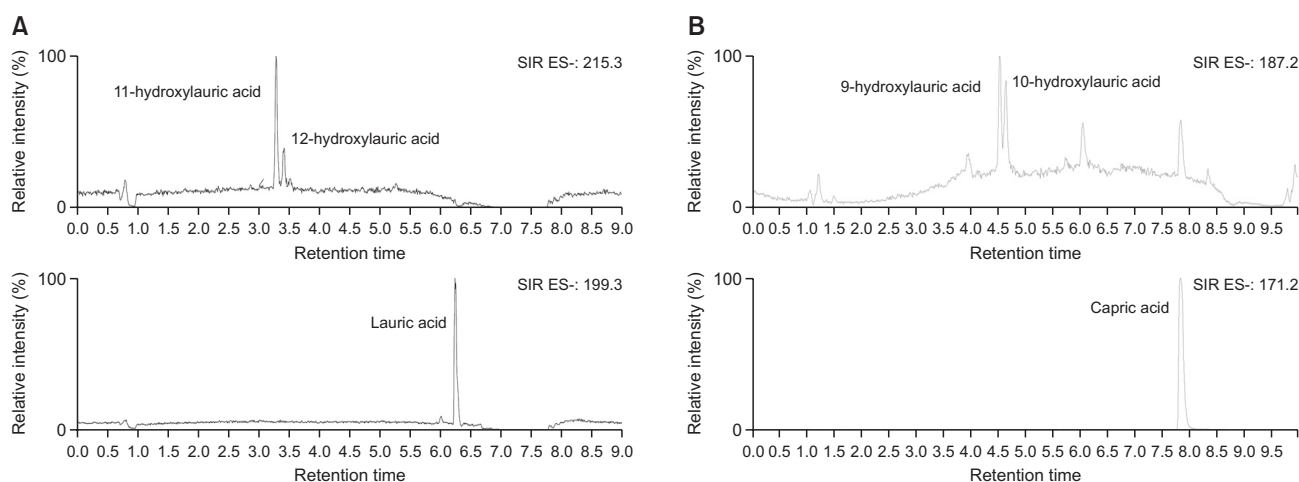 A
Relative intensity (%)
100
0
SIR ES-: 215.3
11-hydroxylauric acid
12-hydroxylauric acid
0.0 0.5 1.0 1.5 2.0 2.5 3.0 3.5 4.0 4.5 5.0 5.5 6.0 6.5 7.0 7.5 8.0 8.5 9.0
Retention time
Relative intensity (%)
100
0
SIR ES-: 199.3
Lauric acid
0.0 0.5 1.0 1.5 2.0 2.5 3.0 3.5 4.0 4.5 5.0 5.5 6.0 6.5 7.0 7.5 8.0 8.5 9.0
Retention time
B
Relative intensity (%)
100
0
SIR ES-: 187.2
9-hydroxylauric acid
10-hydroxylauric acid
0.0 0.5 1.0 1.5 2.0 2.5 3.0 3.5 4.0 4.5 5.0 5.5 6.0 6.5 7.0 7.5 8.0 8.5 9.0 9.5
Retention time
Relative intensity (%)
100
0
SIR ES-: 171.2
Capric acid
0.0 0.5 1.0 1.5 2.0 2.5 3.0 3.5 4.0 4.5 5.0 5.5 6.0 6.5 7.0 7.5 8.0 8.5 9.0 9.5
Retention time